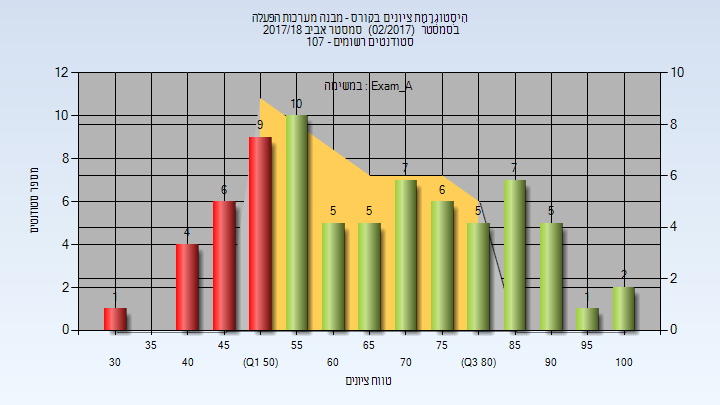 היסטוגרמת ציונים בקורס - מבנה מערכות הפעלה
בסמסטר (02/2017) סמסטר אביב 2017/18
סטודנטים רשומים - 107
במשימה : Exam_A
מספר סטודנטים
12 10 8 6 4 2 0
10 8 6 4 2 0
1 4 6 9 10 5 5 7 6 5 7 5 1 2
35 45 55 65 75 85 95
30 40 (Q1 50) 60 70 (Q3 80) 90 100
טווח ציונים